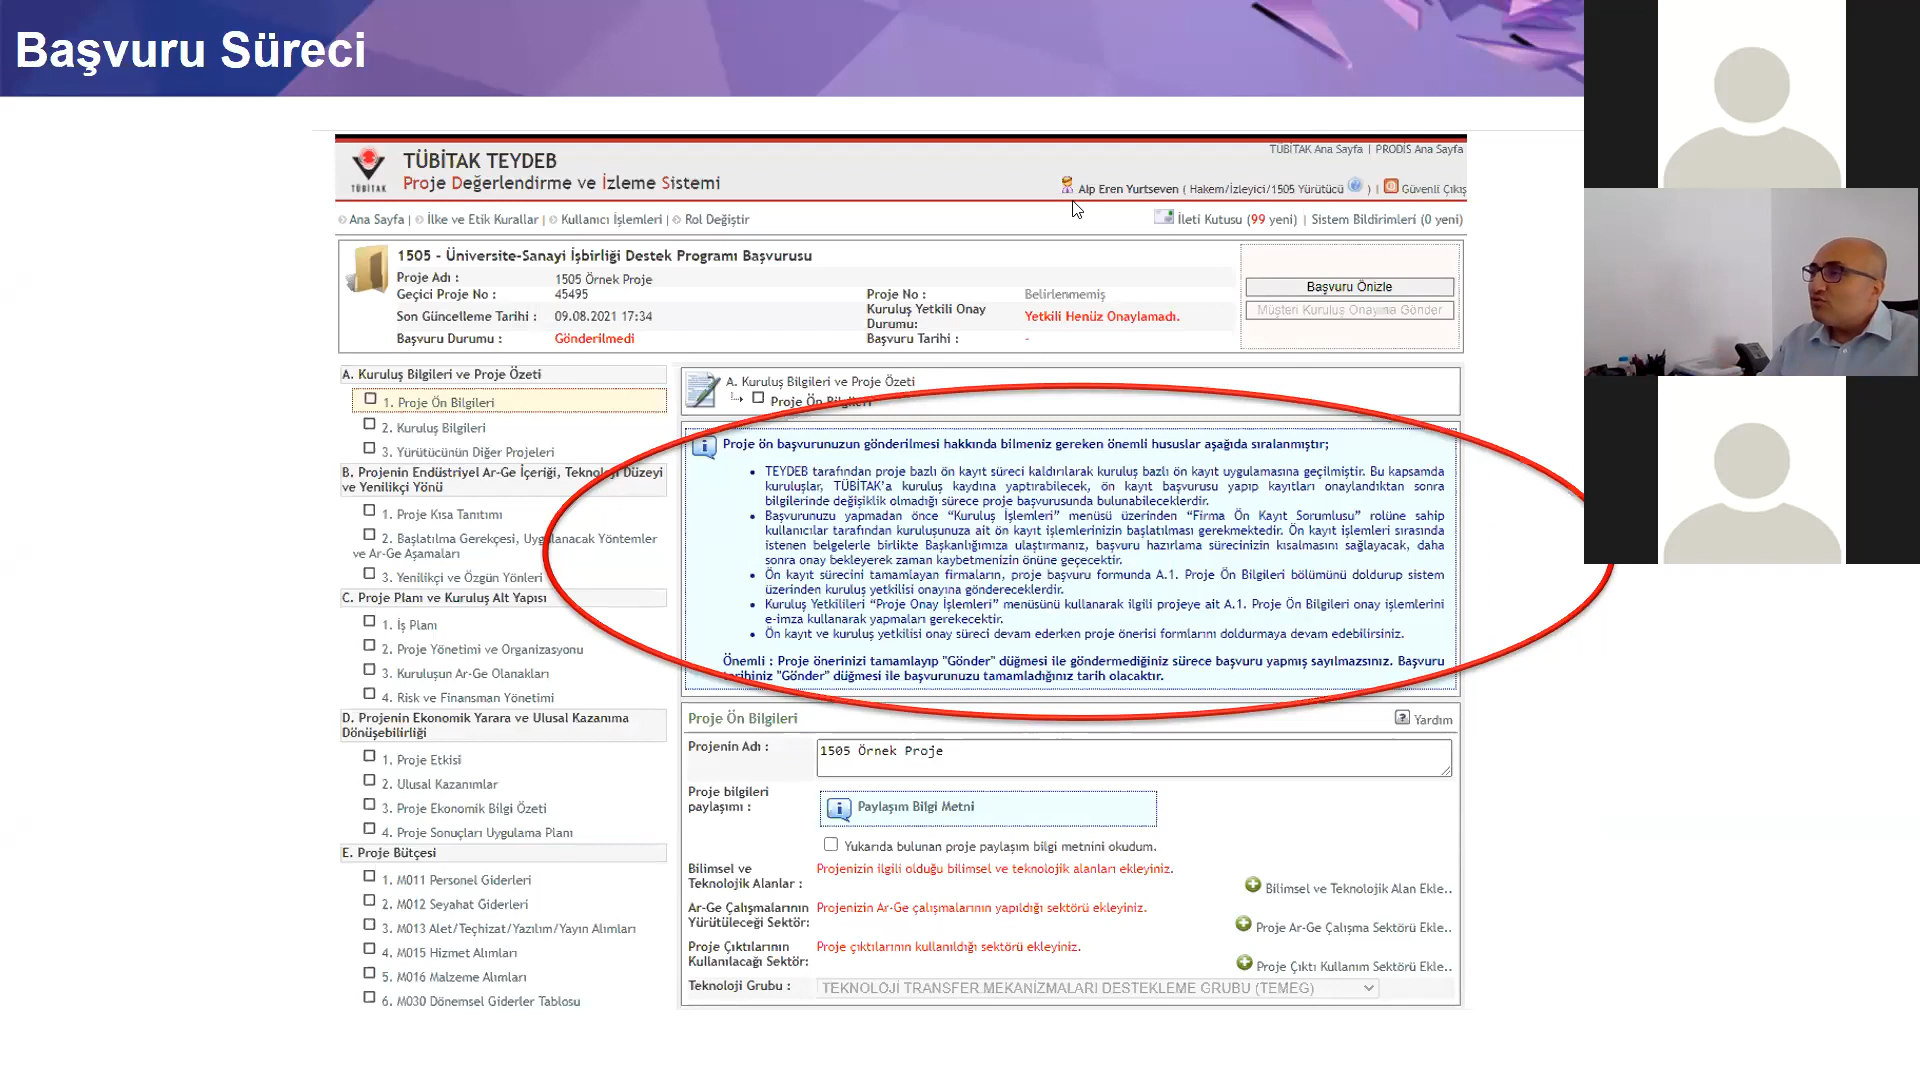 Başvuru Süreci
TÜBİTAK Ana Sayfa | PRODİS Ana Sayfa
TÜBİTAK
TÜBİTAK TEYDEB
Proje Değerlendirme ve İzleme Sistemi
Alp Eren Yurtseven ( Hakem/İzleyici/1505 Yürütücü ) | Güvenli Çıkış
Ana Sayfa | İlke ve Etik Kurallar | Kullanıcı İşlemleri | Rol Değiştir
İleti Kutusu (99 yeni) | Sistem Bildirimleri (0 yeni)
1505 - Üniversite-Sanayi İşbirliği Destek Programı Başvurusu
Proje Adı : 1505 Örnek Proje
Geçici Proje No : 45495 Proje No : Belirlenmemiş
Son Güncelleme Tarihi : 09.08.2021 17:34 Kuruluş Yetkili Onay Durumu: Yetkili Henüz Onaylamadı.
Başvuru Durumu : Gönderilmedi Başvuru Tarihi : -
Başvuru Önizle
Müşteri Kuruluş Onayına Gönder
A. Kuruluş Bilgileri ve Proje Özeti
1. Proje Ön Bilgileri
2. Kuruluş Bilgileri
3. Yürütücünün Diğer Projeleri
B. Projenin Endüstriyel Ar-Ge İçeriği, Teknoloji Düzeyi
ve Yenilikçi Yönü
1. Proje Kısa Tanıtımı
2. Başlatılma Gerekçesi, Uygulanacak Yöntemler
ve Ar-Ge Aşamaları
3. Yenilikçi ve Özgün Yönleri
C. Proje Planı ve Kuruluş Alt Yapısı
1. İş Planı
2. Proje Yönetimi ve Organizasyonu
3. Kuruluşun Ar-Ge Olanakları
4. Risk ve Finansman Yönetimi
D. Projenin Ekonomik Yarara ve Ulusal Kazanıma
Dönüşebilirliği
1. Proje Etkisi
2. Ulusal Kazanımlar
3. Proje Ekonomik Bilgi Özeti
4. Proje Sonuçları Uygulama Planı
E. Proje Bütçesi
1. M011 Personel Giderleri
2. M012 Seyahat Giderleri
3. M013 Alet/Teçhizat/Yazılım/Yayın Alımları
4. M015 Hizmet Alımları
5. M016 Malzeme Alımları
6. M030 Dönemsel Giderler Tablosu
A. Kuruluş Bilgileri ve Proje Özeti
Proje Ön Bilgileri
Proje ön başvurunuzun gönderilmesi hakkında bilmeniz gereken önemli hususlar aşağıda sıralanmıştır;
• TEYDEB tarafından proje bazlı ön kayıt süreci kaldırılarak kuruluş bazlı ön kayıt uygulamasına geçilmiştir. Bu kapsamda
kuruluşlar, TÜBİTAK'a kuruluş kaydına yaptırabilecek, ön kayıt başvurusu yapıp kayıtları onaylandıktan sonra
bilgilerinde değişiklik olmadığı sürece proje başvurusunda bulunabileceklerdir.
• Başvurunuzu yapmadan önce “Kuruluş İşlemleri” menüsü üzerinden “Firma Ön Kayıt Sorumlusu” rolüne sahip
kullanıcılar tarafından kuruluşunuza ait ön kayıt işlemlerinizin başlatılması gerekmektedir. Ön kayıt işlemleri sırasında
istenen belgelerle birlikte Başkanlığımıza ulaştırmanız, başvuru hazırlama sürecinizin kısalmasını sağlayacak, daha
sonra onay bekleyerek zaman kaybetmenizin önüne geçecektir.
• Ön kayıt sürecini tamamlayan firmaların, proje başvuru formunda A.1. Proje Ön Bilgileri bölümünü doldurup sistem
üzerinden kuruluş yetkilisi onayına göndereceklerdir.
• Kuruluş Yetkilileri “Proje Onay İşlemleri” menüsünü kullanarak ilgili projeye ait A.1. Proje Ön Bilgileri onay işlemlerini
e-imza kullanarak yapmaları gerekecektir.
• Ön kayıt ve kuruluş yetkilisi onay süreci devam ederken proje önerisi formlarını doldurmaya devam edebilirsiniz.
Önemli : Proje önerinizi tamamlayıp "Gönder" düğmesi ile göndermediğiniz sürece başvuru yapmış sayılmazsınız. Başvuru
tarihiniz "Gönder" düğmesi ile başvurunuzu tamamladığınız tarih olacaktır.
Proje Ön Bilgileri
Yardım
Projenin Adı : 1505 Örnek Proje
Proje bilgileri
paylaşımı : Paylaşım Bilgi Metni
Yukarıda bulunan proje paylaşım bilgi metnini okudum.
Bilimsel ve
Teknolojik Alanlar : Projenizin ilgili olduğu bilimsel ve teknolojik alanları ekleyiniz.
Bilimsel ve Teknolojik Alan Ekle..
Ar-Ge Çalışmalarının
Yürütüleceği Sektör: Projenizin Ar-Ge çalışmalarının yapıldığı sektörü ekleyiniz.
Proje Ar-Ge Çalışma Sektörü Ekle..
Proje Çıktılarının
Kullanılacağı Sektör: Proje çıktılarının kullanıldığı sektörü ekleyiniz.
Proje Çıktı Kullanım Sektörü Ekle..
Teknoloji Grubu : TEKNOLOJİ TRANSFER MEKANİZMALARI DESTEKLEME GRUBU (TEMEG)